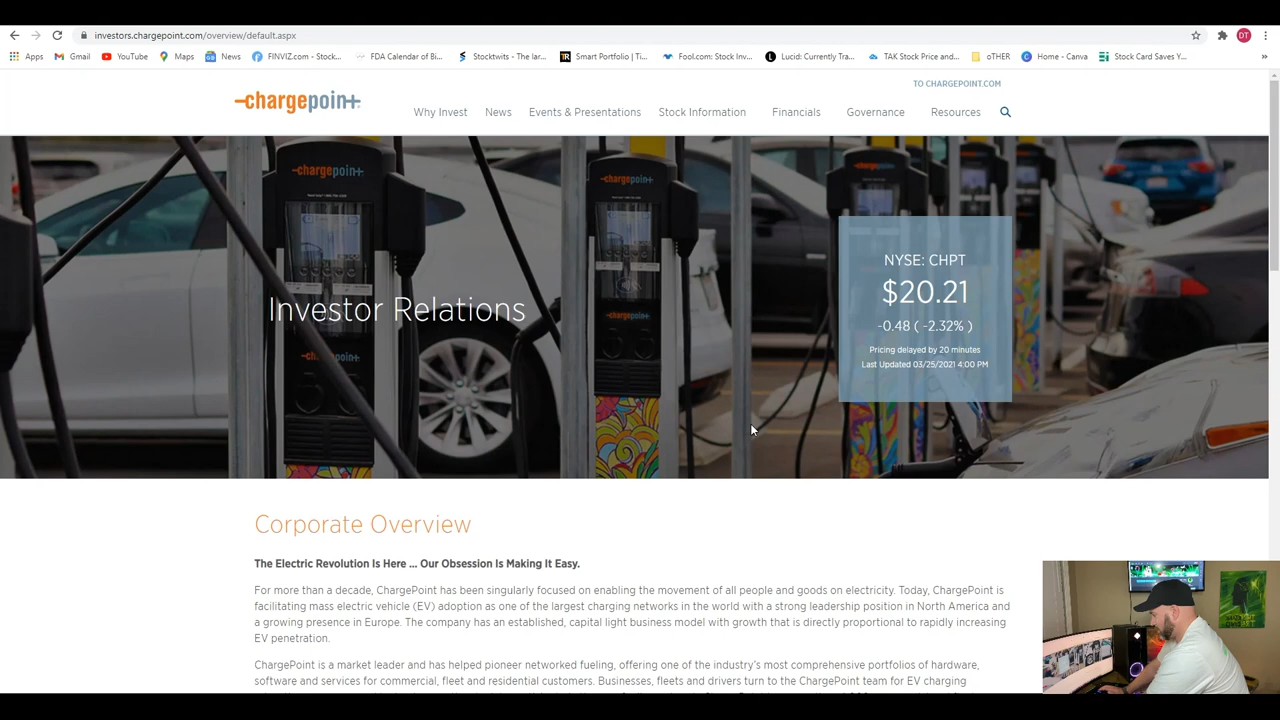 investors.chargepoint.com/overview/default.aspx
DT
Apps Gmail YouTube Maps News FINVIZ.com - Stock... FDA Calendar of Bi... Stocktwits - The lar... Smart Portfolio | Ti... Fool.com: Stock Inv... Lucid: Currently Tra... TAK Stock Price and... oTHER Home - Canva Stock Card Saves Y... »
TO CHARGEPOINT.COM
-chargepoin+
Why Invest News Events & Presentations Stock Information Financials Governance Resources
-chargepoin+
-chargepoin+
-chargepoin+
-chargepoin+
-chargepoin+
NYSE: CHPT
$20.21
-0.48 ( -2.32% )
Pricing delayed by 20 minutes
Last Updated 03/25/2021 4:00 PM
Investor Relations
Corporate Overview
The Electric Revolution Is Here ... Our Obsession Is Making It Easy.
For more than a decade, ChargePoint has been singularly focused on enabling the movement of all people and goods on electricity. Today, ChargePoint is
facilitating mass electric vehicle (EV) adoption as one of the largest charging networks in the world with a strong leadership position in North America and
a growing presence in Europe. The company has an established, capital light business model with growth that is directly proportional to rapidly increasing
EV penetration.
ChargePoint is a market leader and has helped pioneer networked fueling, offering one of the industry's most comprehensive portfolios of hardware,
software and services for commercial, fleet and residential customers. Businesses, fleets and drivers turn to the ChargePoint team for EV charging